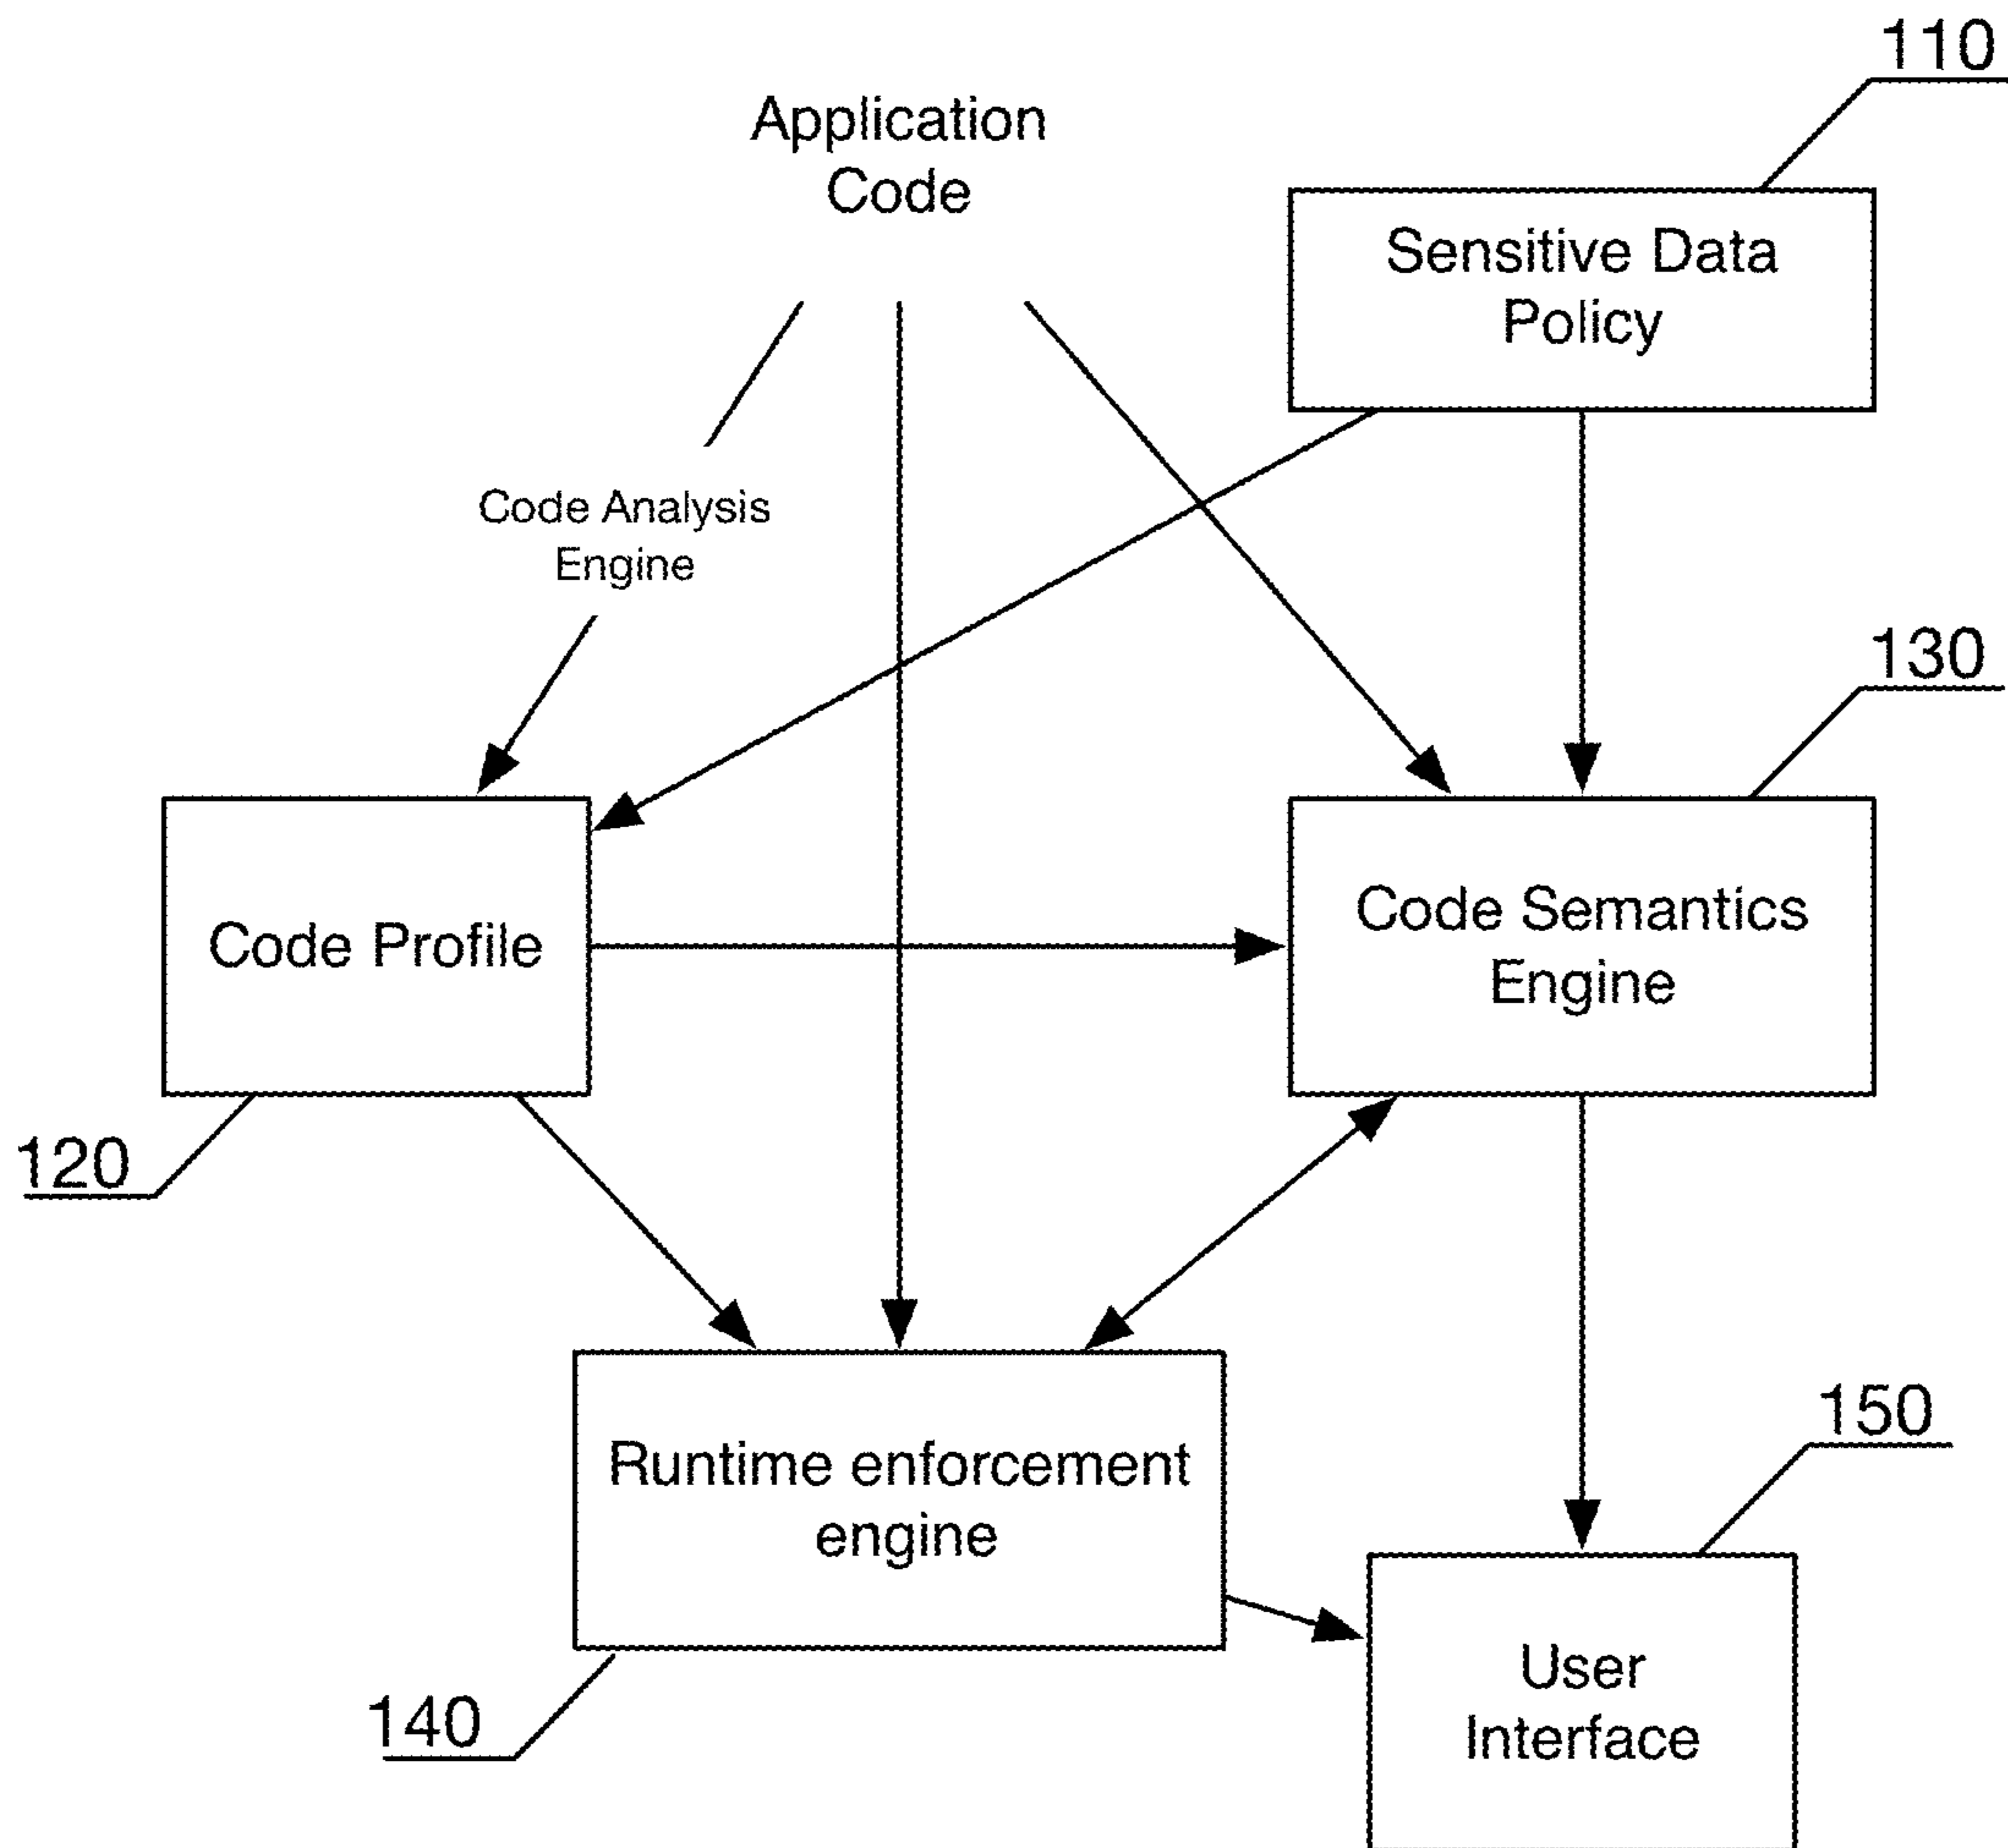 110
Application
Code
Sensitive Data
Policy
Code Analysis
Engine
130
Code Profile
Code Semantics
Engine
120
150
Runtime enforcement
engine
140
User
Interface